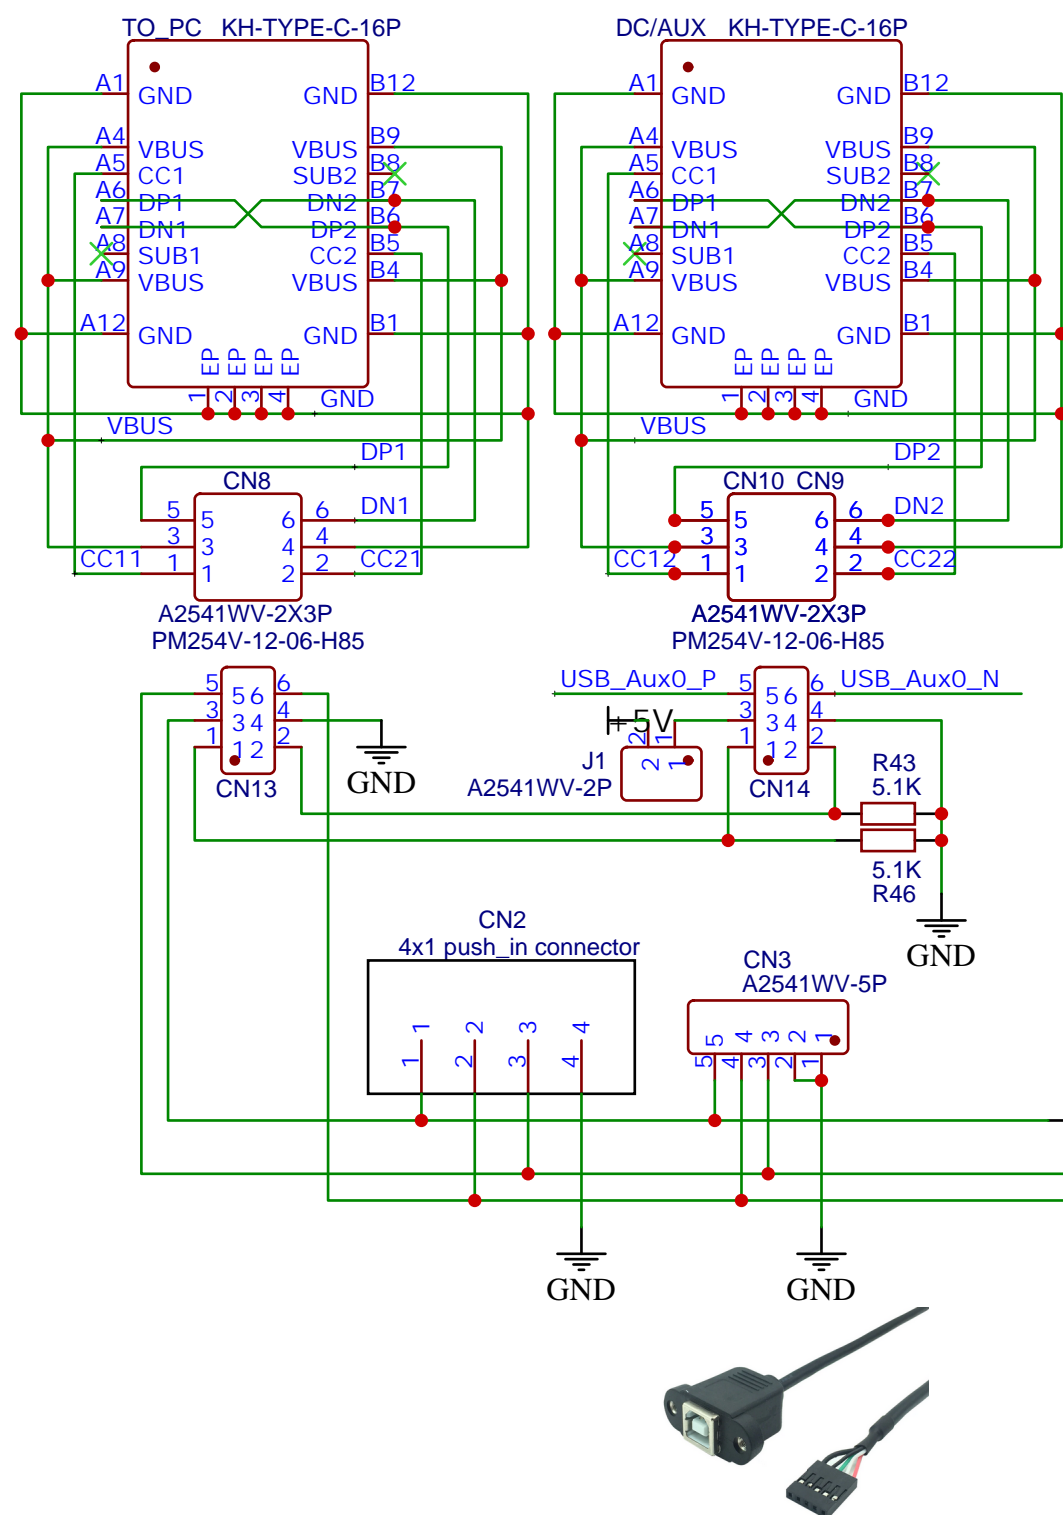 TO_PC KH-TYPE-C-16P
A1 GND GND B12
A4 VBUS VBUS B9
A5 CC1 SUB2 B8
A6 DP1 DN2 B7
A7 DN1 DP2 B6
A8 SUB1 CC2 B5
A9 VBUS VBUS B4
A12 GND GND B1
EP EP EP EP
1 2 3 4
GND
VBUS
DP1
CN8
5 5 6 6 DN1
3 3 4 4
CC11 1 1 2 2 CC21
A2541WV-2X3P
PM254V-12-06-H85
DC/AUX KH-TYPE-C-16P
A1 GND GND B12
A4 VBUS VBUS B9
A5 CC1 SUB2 B8
A6 DP1 DN2 B7
A7 DN1 DP2 B6
A8 SUB1 CC2 B5
A9 VBUS VBUS B4
A12 GND GND B1
EP EP EP EP
1 2 3 4
GND
VBUS
DP2
CN10 CN9
5 5 6 6 DN2
3 3 4 4
CC12 1 1 2 2 CC22
A2541WV-2X3P
PM254V-12-06-H85
5 5 6 6
3 3 4 4
1 1 2 2
CN13
GND
USB_Aux0_P 5 5 6 6 USB_Aux0_N
3 3 4 4
1 1 2 2
CN14
+5V
2 1
2 1
J1
A2541WV-2P
R43
5.1K
5.1K
R46
GND
CN2
4x1 push_in connector
1 2 3 4
1 2 3 4
GND
CN3
A2541WV-5P
5 4 3 2 1
5 4 3 2 1
GND